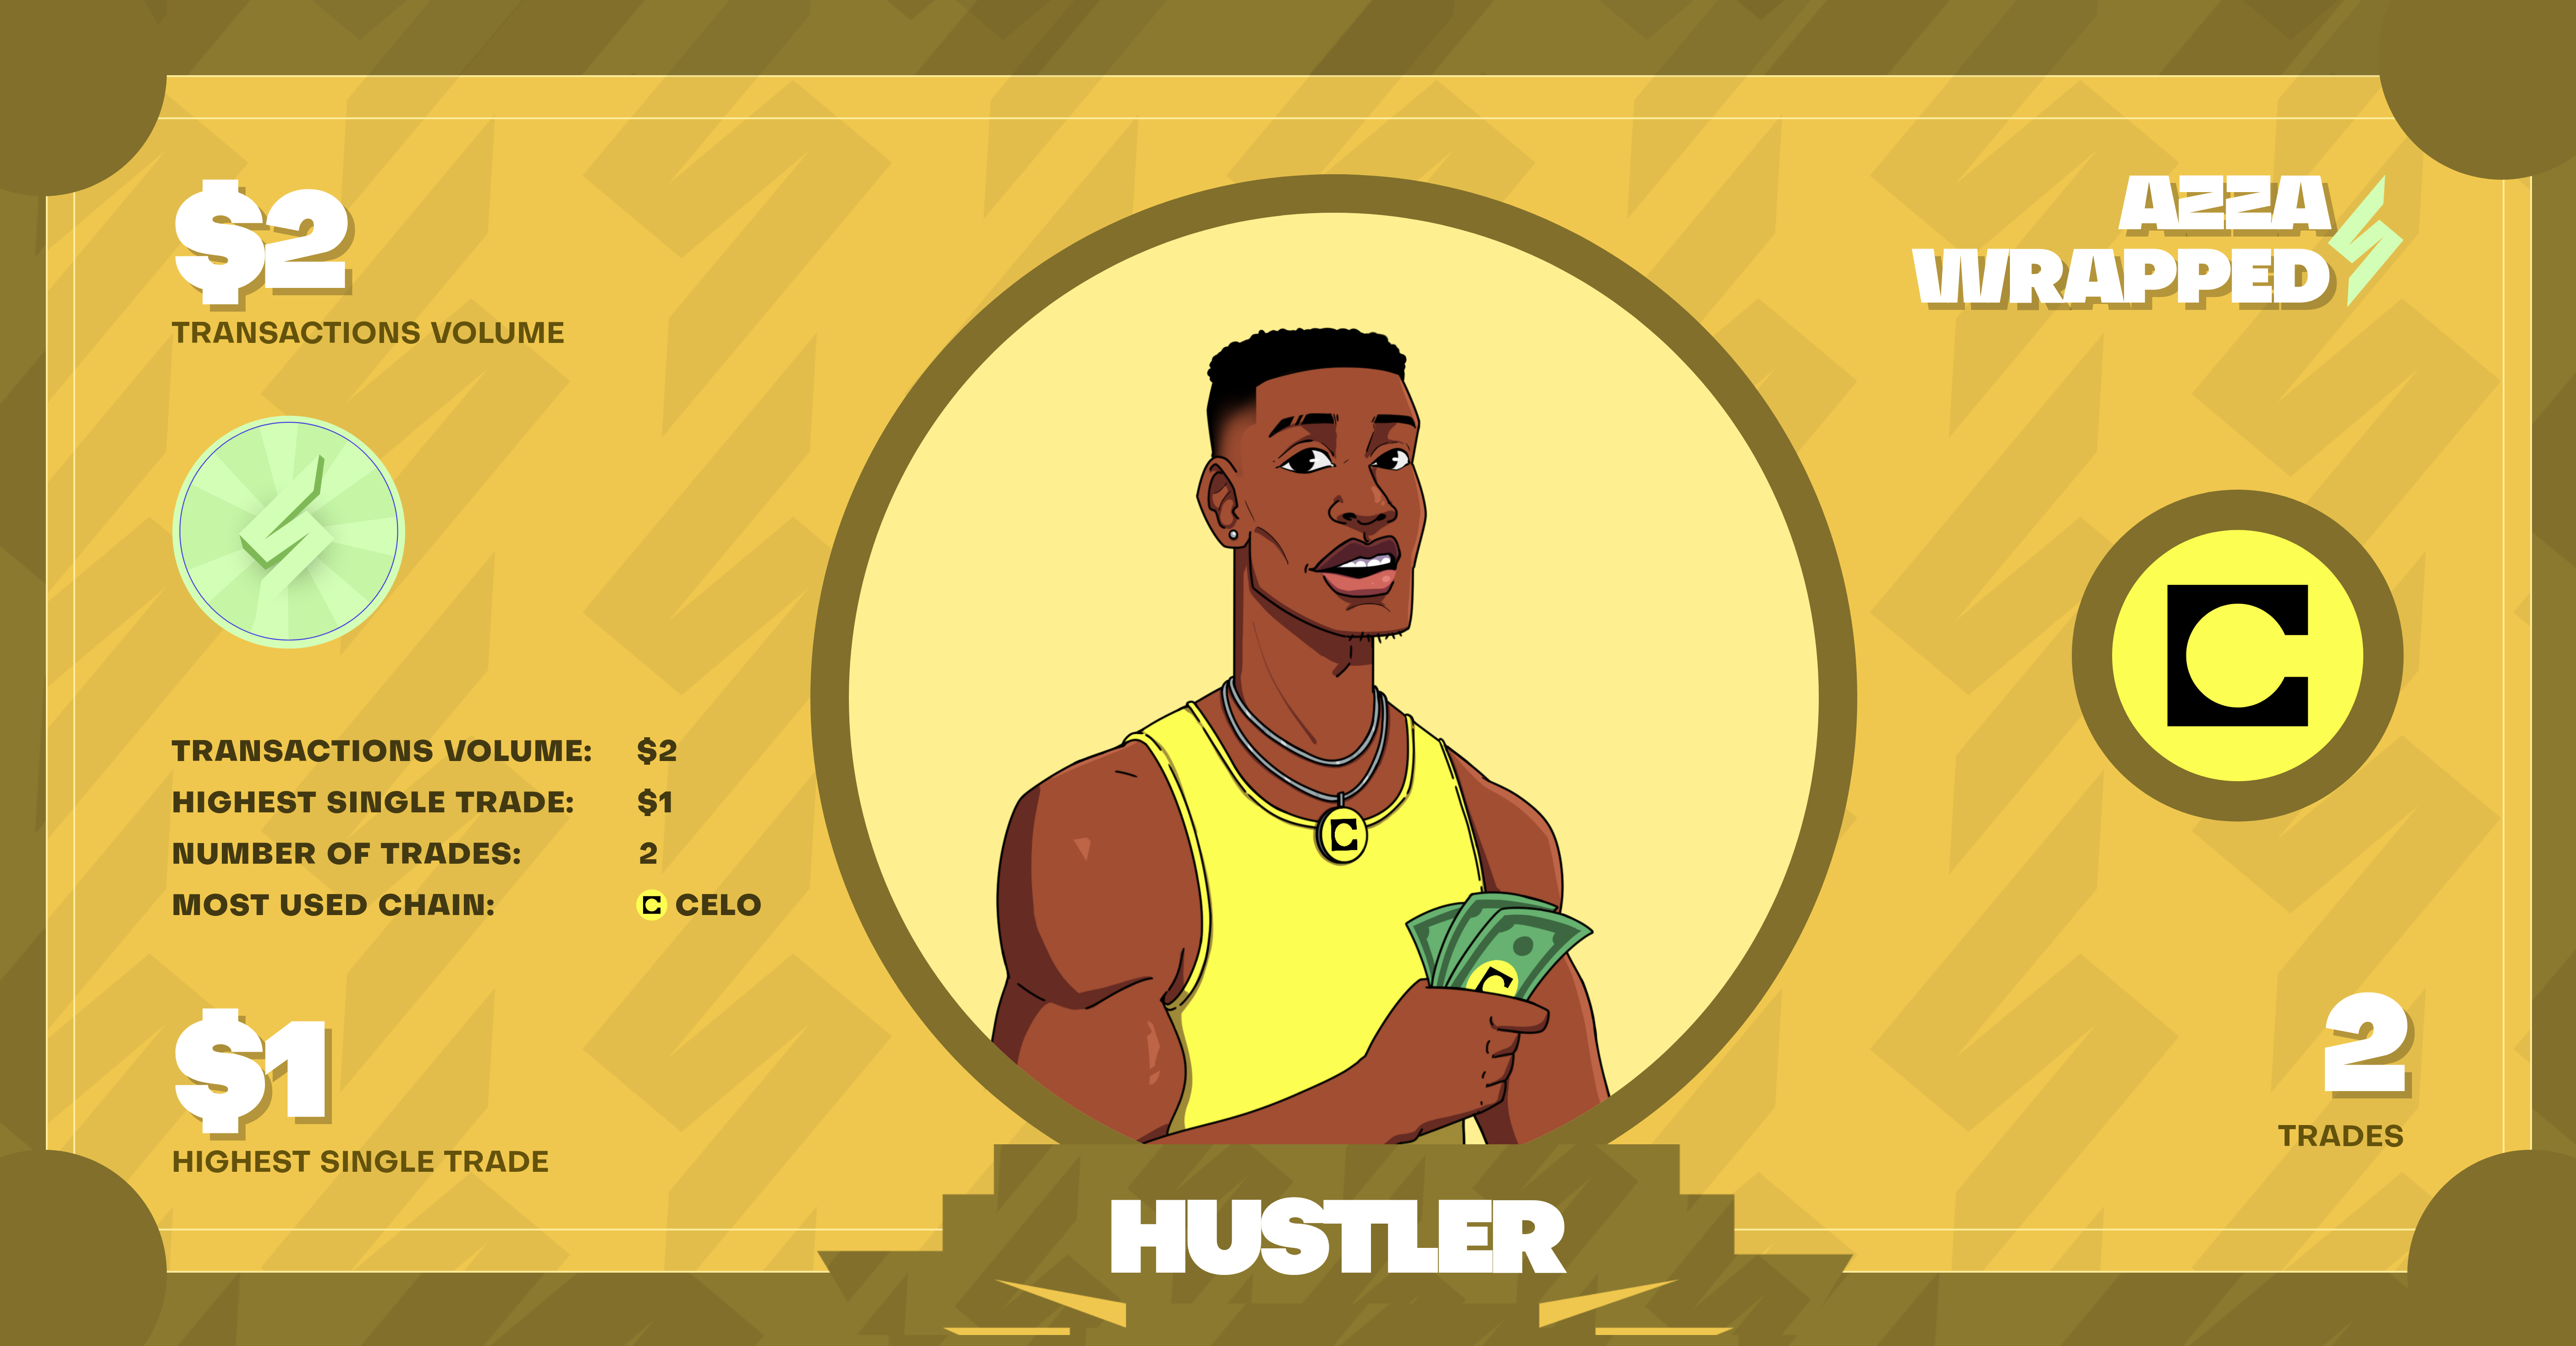 $2
TRANSACTIONS VOLUME
AZZA
WRAPPED
TRANSACTIONS VOLUME: $2
HIGHEST SINGLE TRADE: $1
NUMBER OF TRADES: 2
MOST USED CHAIN: C CELO
C
C
C
$1
HIGHEST SINGLE TRADE
2
TRADES
HUSTLER